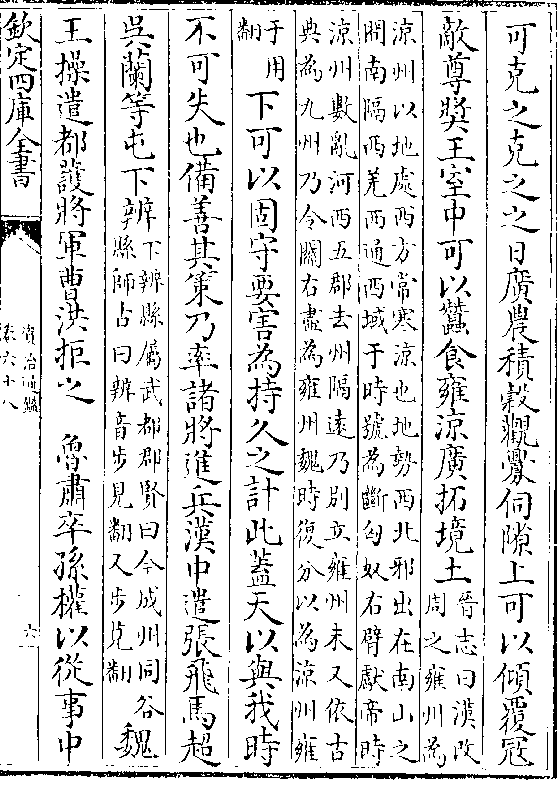 可克之克之之日廣農積穀觀釁伺隙上可以傾覆冦
敵尊奬王室中可以蠶食雍涼廣拓境土
晉志曰漢改
周之雍州為
涼州以地處西方常寒涼也地勢西北邪出在南山之
間南隔西羌西通西域于時號為斷匈奴右臂獻帝時
涼州數亂河西五郡去州隔遠乃别立雍州末又依古
典為九州乃令關右盡為雍州魏時復分以為涼州雍
于用
翻
下可以固守要害為持久之計此蓋天以與我時
不可失也備善其策乃率諸將進兵漢中遣張飛馬超
吳蘭等屯下辨
下辨縣屬武都郡賢曰今成州同谷
縣師古曰辨音步見翻又步莧翻
魏
王操遣都護將軍曹洪拒之 魯肅卒孫權以從事中
欽定四庫全書
資治通鑑
卷六十八
六